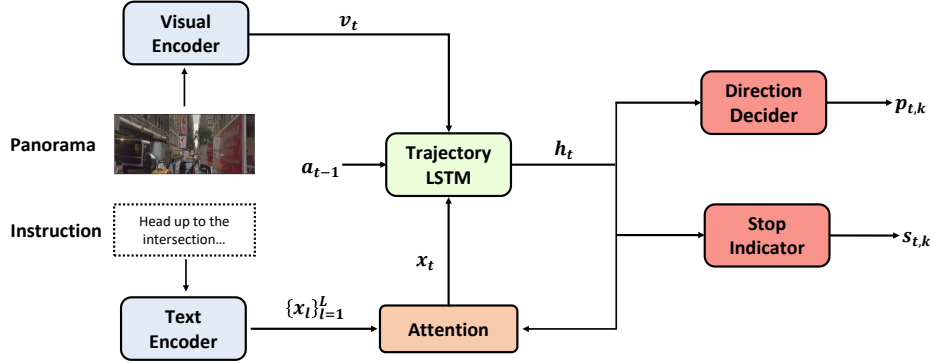 Visual
Encoder
v_t
Direction
Decider
p_{t,k}
Panorama
Trajectory
LSTM
h_t
a_{t-1}
Instruction
Head up to the
intersection...
Stop
Indicator
s_{t,k}
x_t
Text
Encoder
{x_l}_{l=1}^{L}
Attention